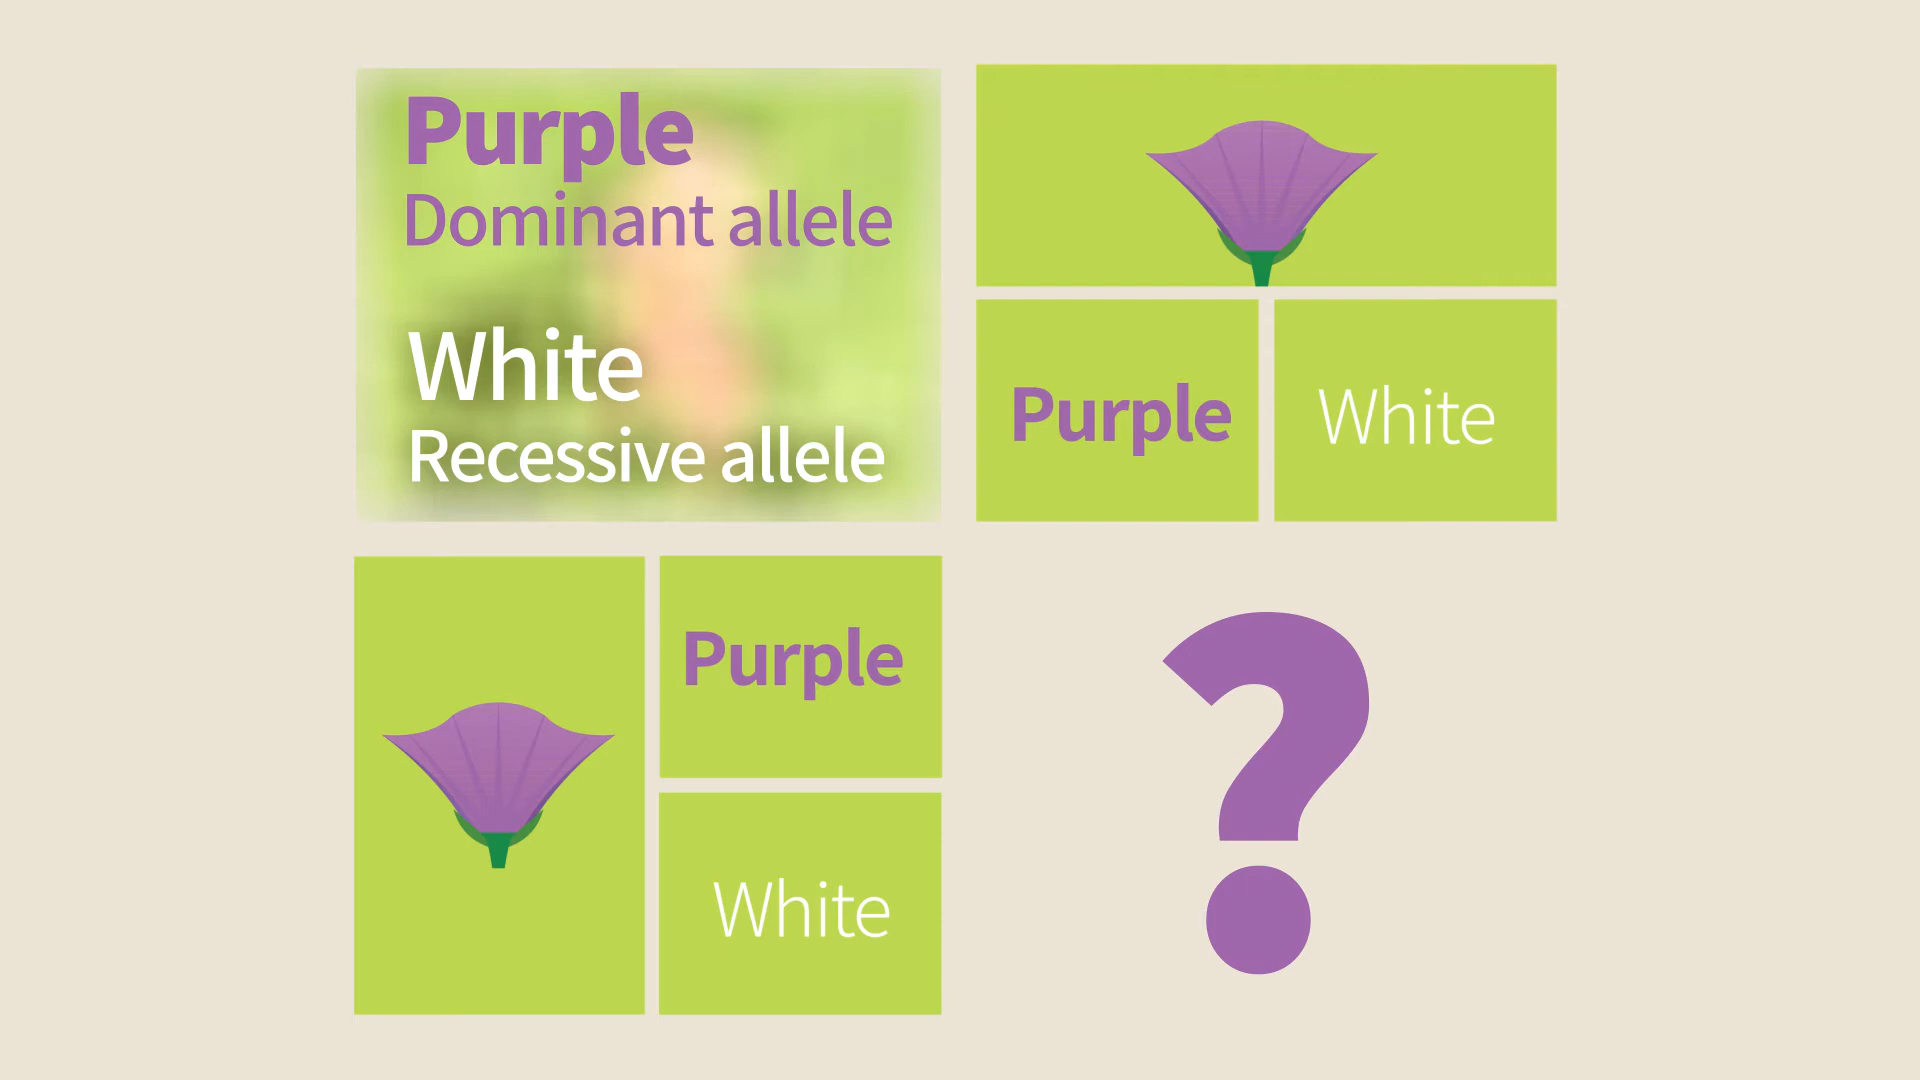 Purple
Dominant allele
White
Recessive allele
Purple
White
Purple
White
?